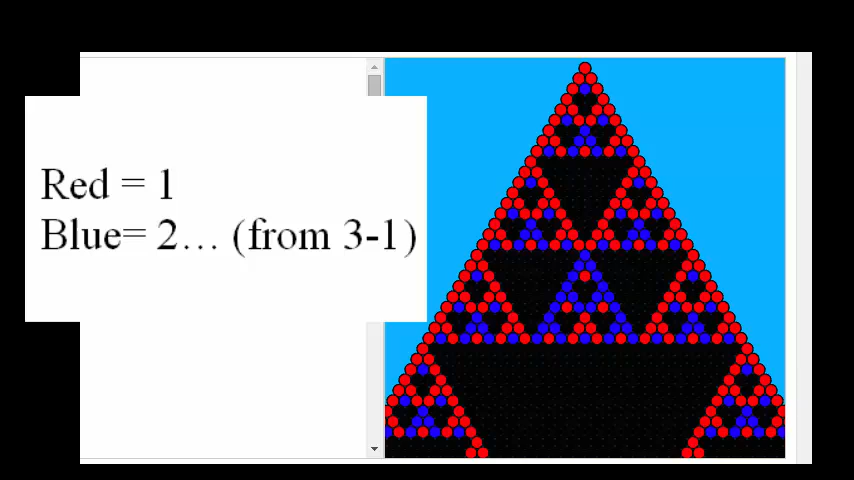 Red = 1
Blue= 2... (from 3-1)